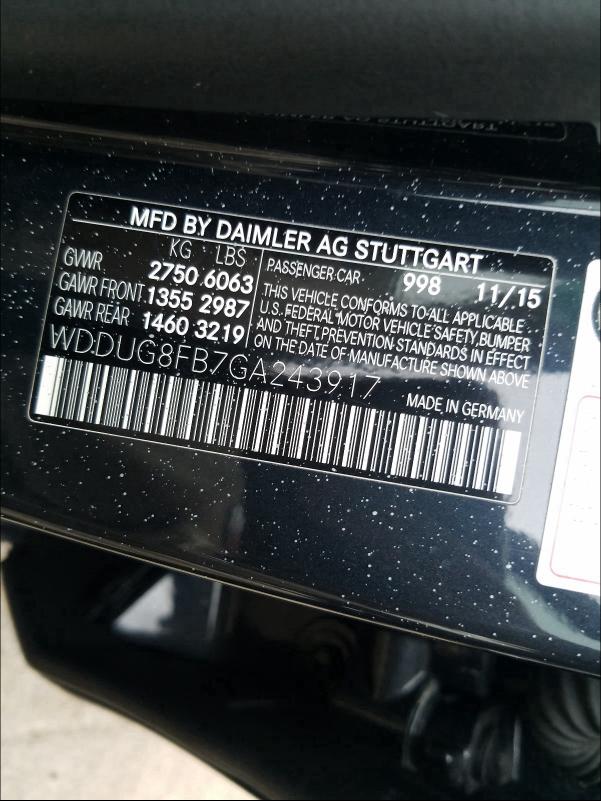 MFD BY DAIMLER AG STUTTGART
KG LBS
GVWR 2750 6063
GAWR FRONT 1355 2987
GAWR REAR 1460 3219
PASSENGER CAR 998 11/15
THIS VEHICLE CONFORMS TO ALL APPLICABLE
U.S. FEDERAL MOTOR VEHICLE SAFETY, BUMPER
AND THEFT PREVENTION STANDARDS IN EFFECT
ON THE DATE OF MANUFACTURE SHOWN ABOVE
WDDUG8FB7GA243917
MADE IN GERMANY